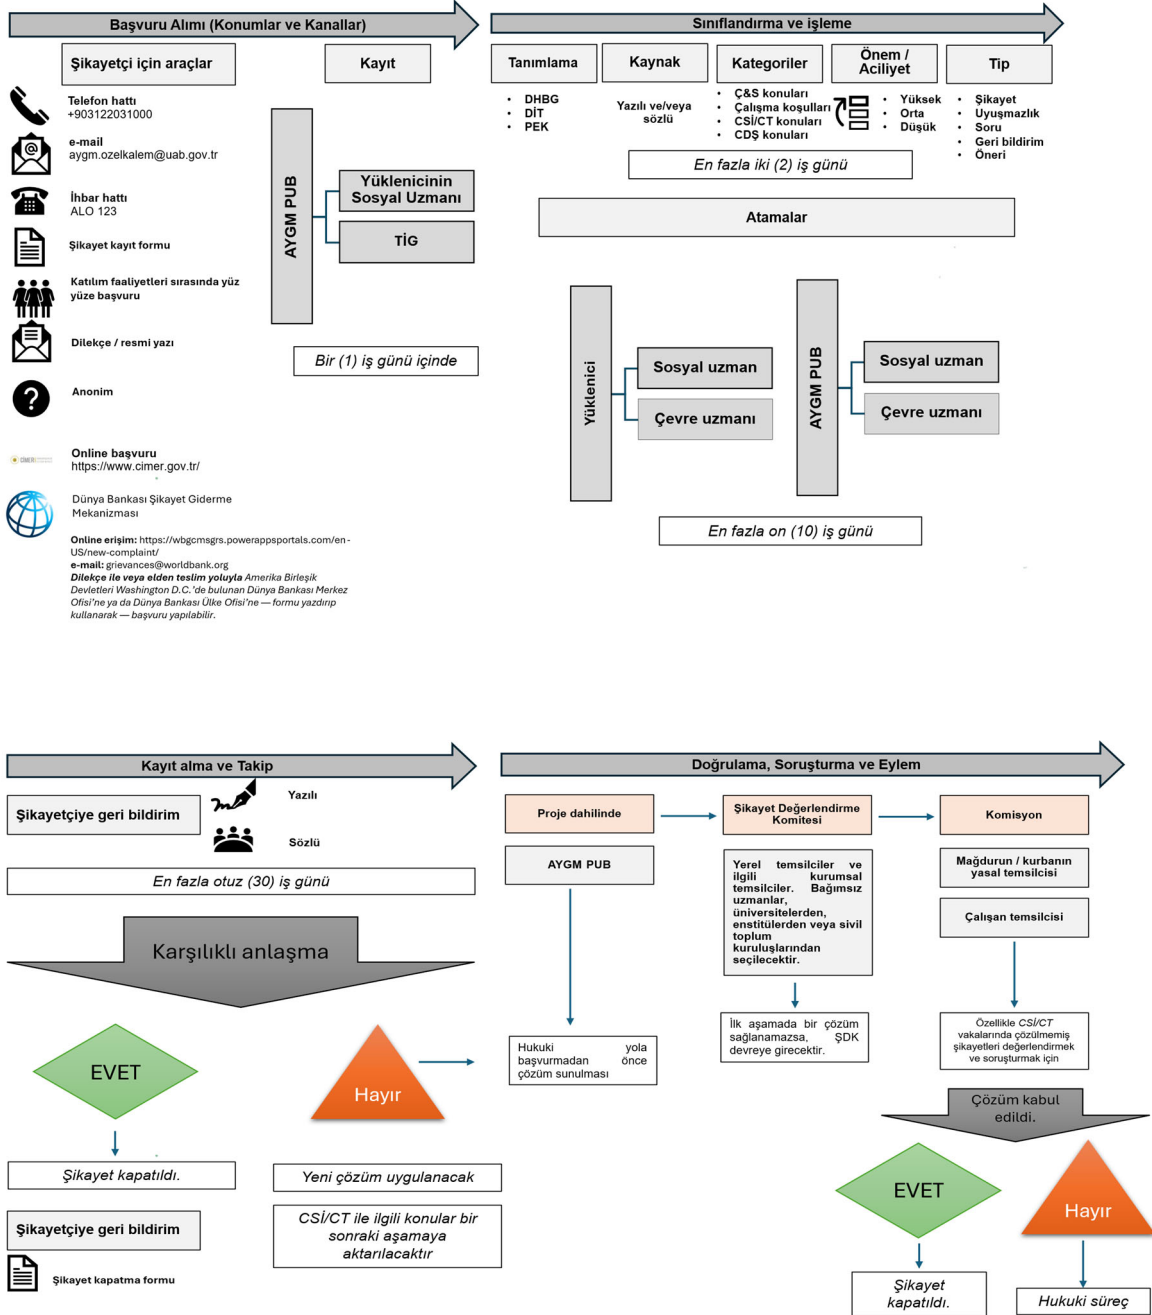 Başvuru Alımı (Konumlar ve Kanallar)
Şikayetçi için araçlar
Kayıt
Telefon hattı
+903122031000
e-mail
aygm.ozelkalem@uab.gov.tr
İhbar hattı
ALO 123
Şikayet kayıt formu
Katılım faaliyetleri sırasında yüz
yüze başvuru
Dilekçe / resmi yazı
Anonim
Online başvuru
https://www.cimer.gov.tr/
CİMER
Dünya Bankası Şikayet Giderme
Mekanizması
Online erişim: https://wbgcmsgrs.powerappsportals.com/en-
US/new-complaint/
e-mail: grievances@worldbank.org
Dilekçe ile veya elden teslim yoluyla Amerika Birleşik
Devletleri Washington D.C.'de bulunan Dünya Bankası Merkez
Ofisi'ne ya da Dünya Bankası Ülke Ofisi'ne — formu yazdırıp
kullanarak — başvuru yapılabilir.
AYGM PUB
Yüklenicinin
Sosyal Uzmanı
TİG
Bir (1) iş günü içinde
Sınıflandırma ve işleme
Tanımlama
Kaynak
Kategoriler
Önem /
Aciliyet
Tip
• DHBG
• DİT
• PEK
Yazılı ve/veya
sözlü
• Ç&S konuları
• Çalışma koşulları
• CSİ/CT konuları
• CDŞ konuları
• Yüksek
• Orta
• Düşük
• Şikayet
• Uyuşmazlık
• Soru
• Geri bildirim
• Öneri
En fazla iki (2) iş günü
Atamalar
Yüklenici
Sosyal uzman
Çevre uzmanı
AYGM PUB
Sosyal uzman
Çevre uzmanı
En fazla on (10) iş günü
Kayıt alma ve Takip
Şikayetçiye geri bildirim
Yazılı
Sözlü
En fazla otuz (30) iş günü
Karşılıklı anlaşma
EVET
Hayır
Şikayet kapatıldı.
Yeni çözüm uygulanacak
Şikayetçiye geri bildirim
CSİ/CT ile ilgili konular bir
sonraki aşamaya
aktarılacaktır
Şikayet kapatma formu
Doğrulama, Soruşturma ve Eylem
Proje dahilinde
Şikayet Değerlendirme
Komitesi
Komisyon
AYGM PUB
Yerel temsilciler ve
ilgili kurumsal
temsilciler. Bağımsız
uzmanlar,
üniversitelerden,
enstitülerden veya sivil
toplum
kuruluşlarından
seçilecektir.
Mağdurun / kurbanın
yasal temsilcisi
Çalışan temsilcisi
Hukuki yola
başvurmadan önce
çözüm sunulması
İlk aşamada bir çözüm
sağlanamazsa, ŞDK
devreye girecektir.
Özellikle CSİ/CT
vakalarında çözülmemiş
şikayetleri değerlendirmek
ve soruşturmak için
Çözüm kabul
edildi.
EVET
Hayır
Şikayet
kapatıldı.
Hukuki süreç